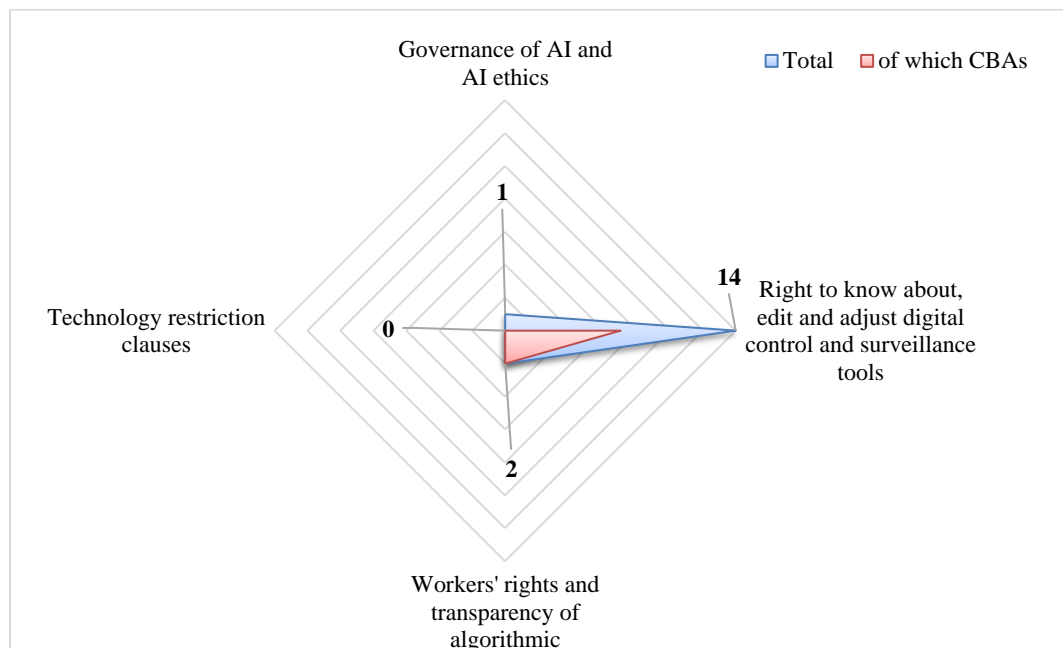 Governance of AI and
AI ethics
Total
of which CBAs
1
14
Right to know about,
edit and adjust digital
control and surveillance
tools
Technology restriction
clauses
0
2
Workers' rights and
transparency of
algorithmic